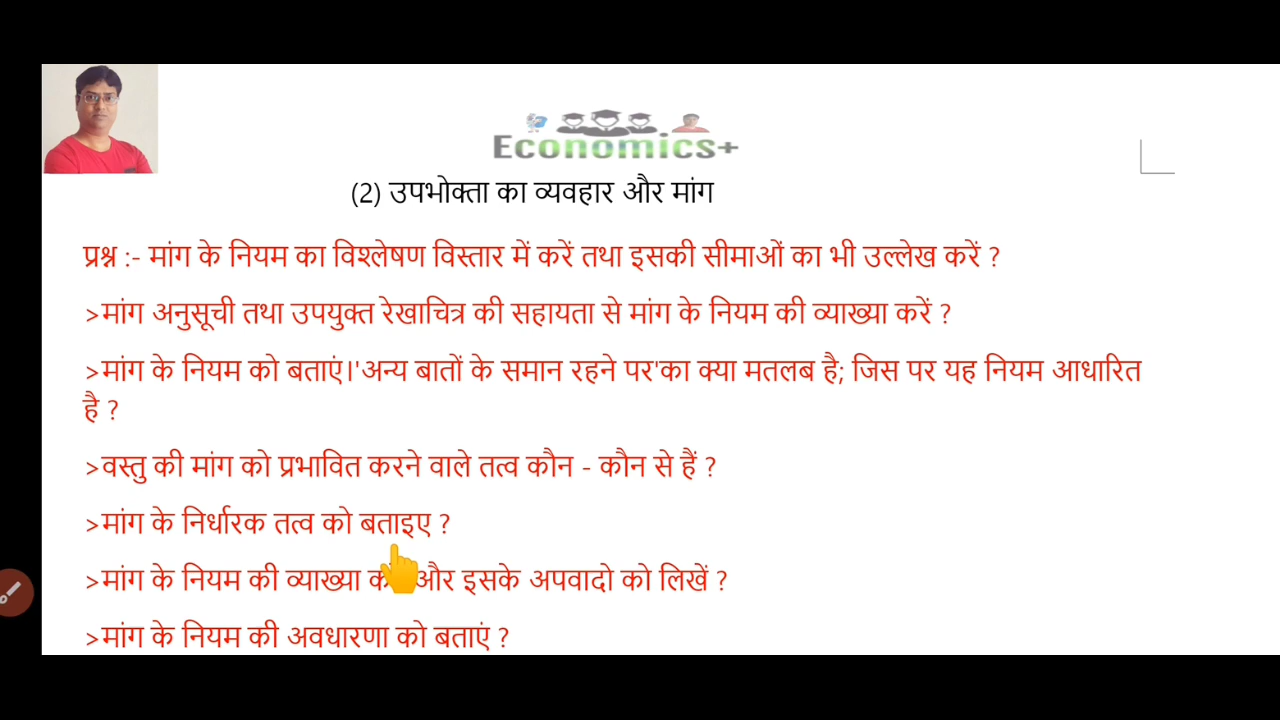 Economics+
(2) उपभोक्ता का व्यवहार और मांग
प्रश्न :- मांग के नियम का विश्लेषण विस्तार में करें तथा इसकी सीमाओं का भी उल्लेख करें ?
>मांग अनुसूची तथा उपयुक्त रेखाचित्र की सहायता से मांग के नियम की व्याख्या करें ?
>मांग के नियम को बताएं।'अन्य बातों के समान रहने पर'का क्या मतलब है; जिस पर यह नियम आधारित
है ?
>वस्तु की मांग को प्रभावित करने वाले तत्व कौन - कौन से हैं ?
>मांग के निर्धारक तत्व को बताइए ?
>मांग के नियम की व्याख्या और इसके अपवादो को लिखें ?
>मांग के नियम की अवधारणा को बताएं ?